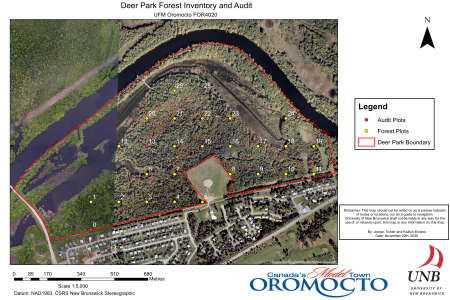 Deer Park Forest Inventory and Audit
UFM Oromocto FOR4020
N
Legend
Audit Plots
Forest Plots
Deer Park Boundary
Disclaimer: This map should not be relied on as a precise indicator
of routes or locations, nor as a guide to navigation.
University of New Brunswick shall not be liable in any way for the
use of, or reliance upon, this map or any information on this map.
Date: November 20th, 2020
0 85 170 340 510 680
Metres
Scale 1:5,000
Datum: NAD1983, CSRS New Brunswick Stereographic
Canada's Model Town
OROMOCTO
UNB
UNIVERSITY OF
NEW BRUNSWICK